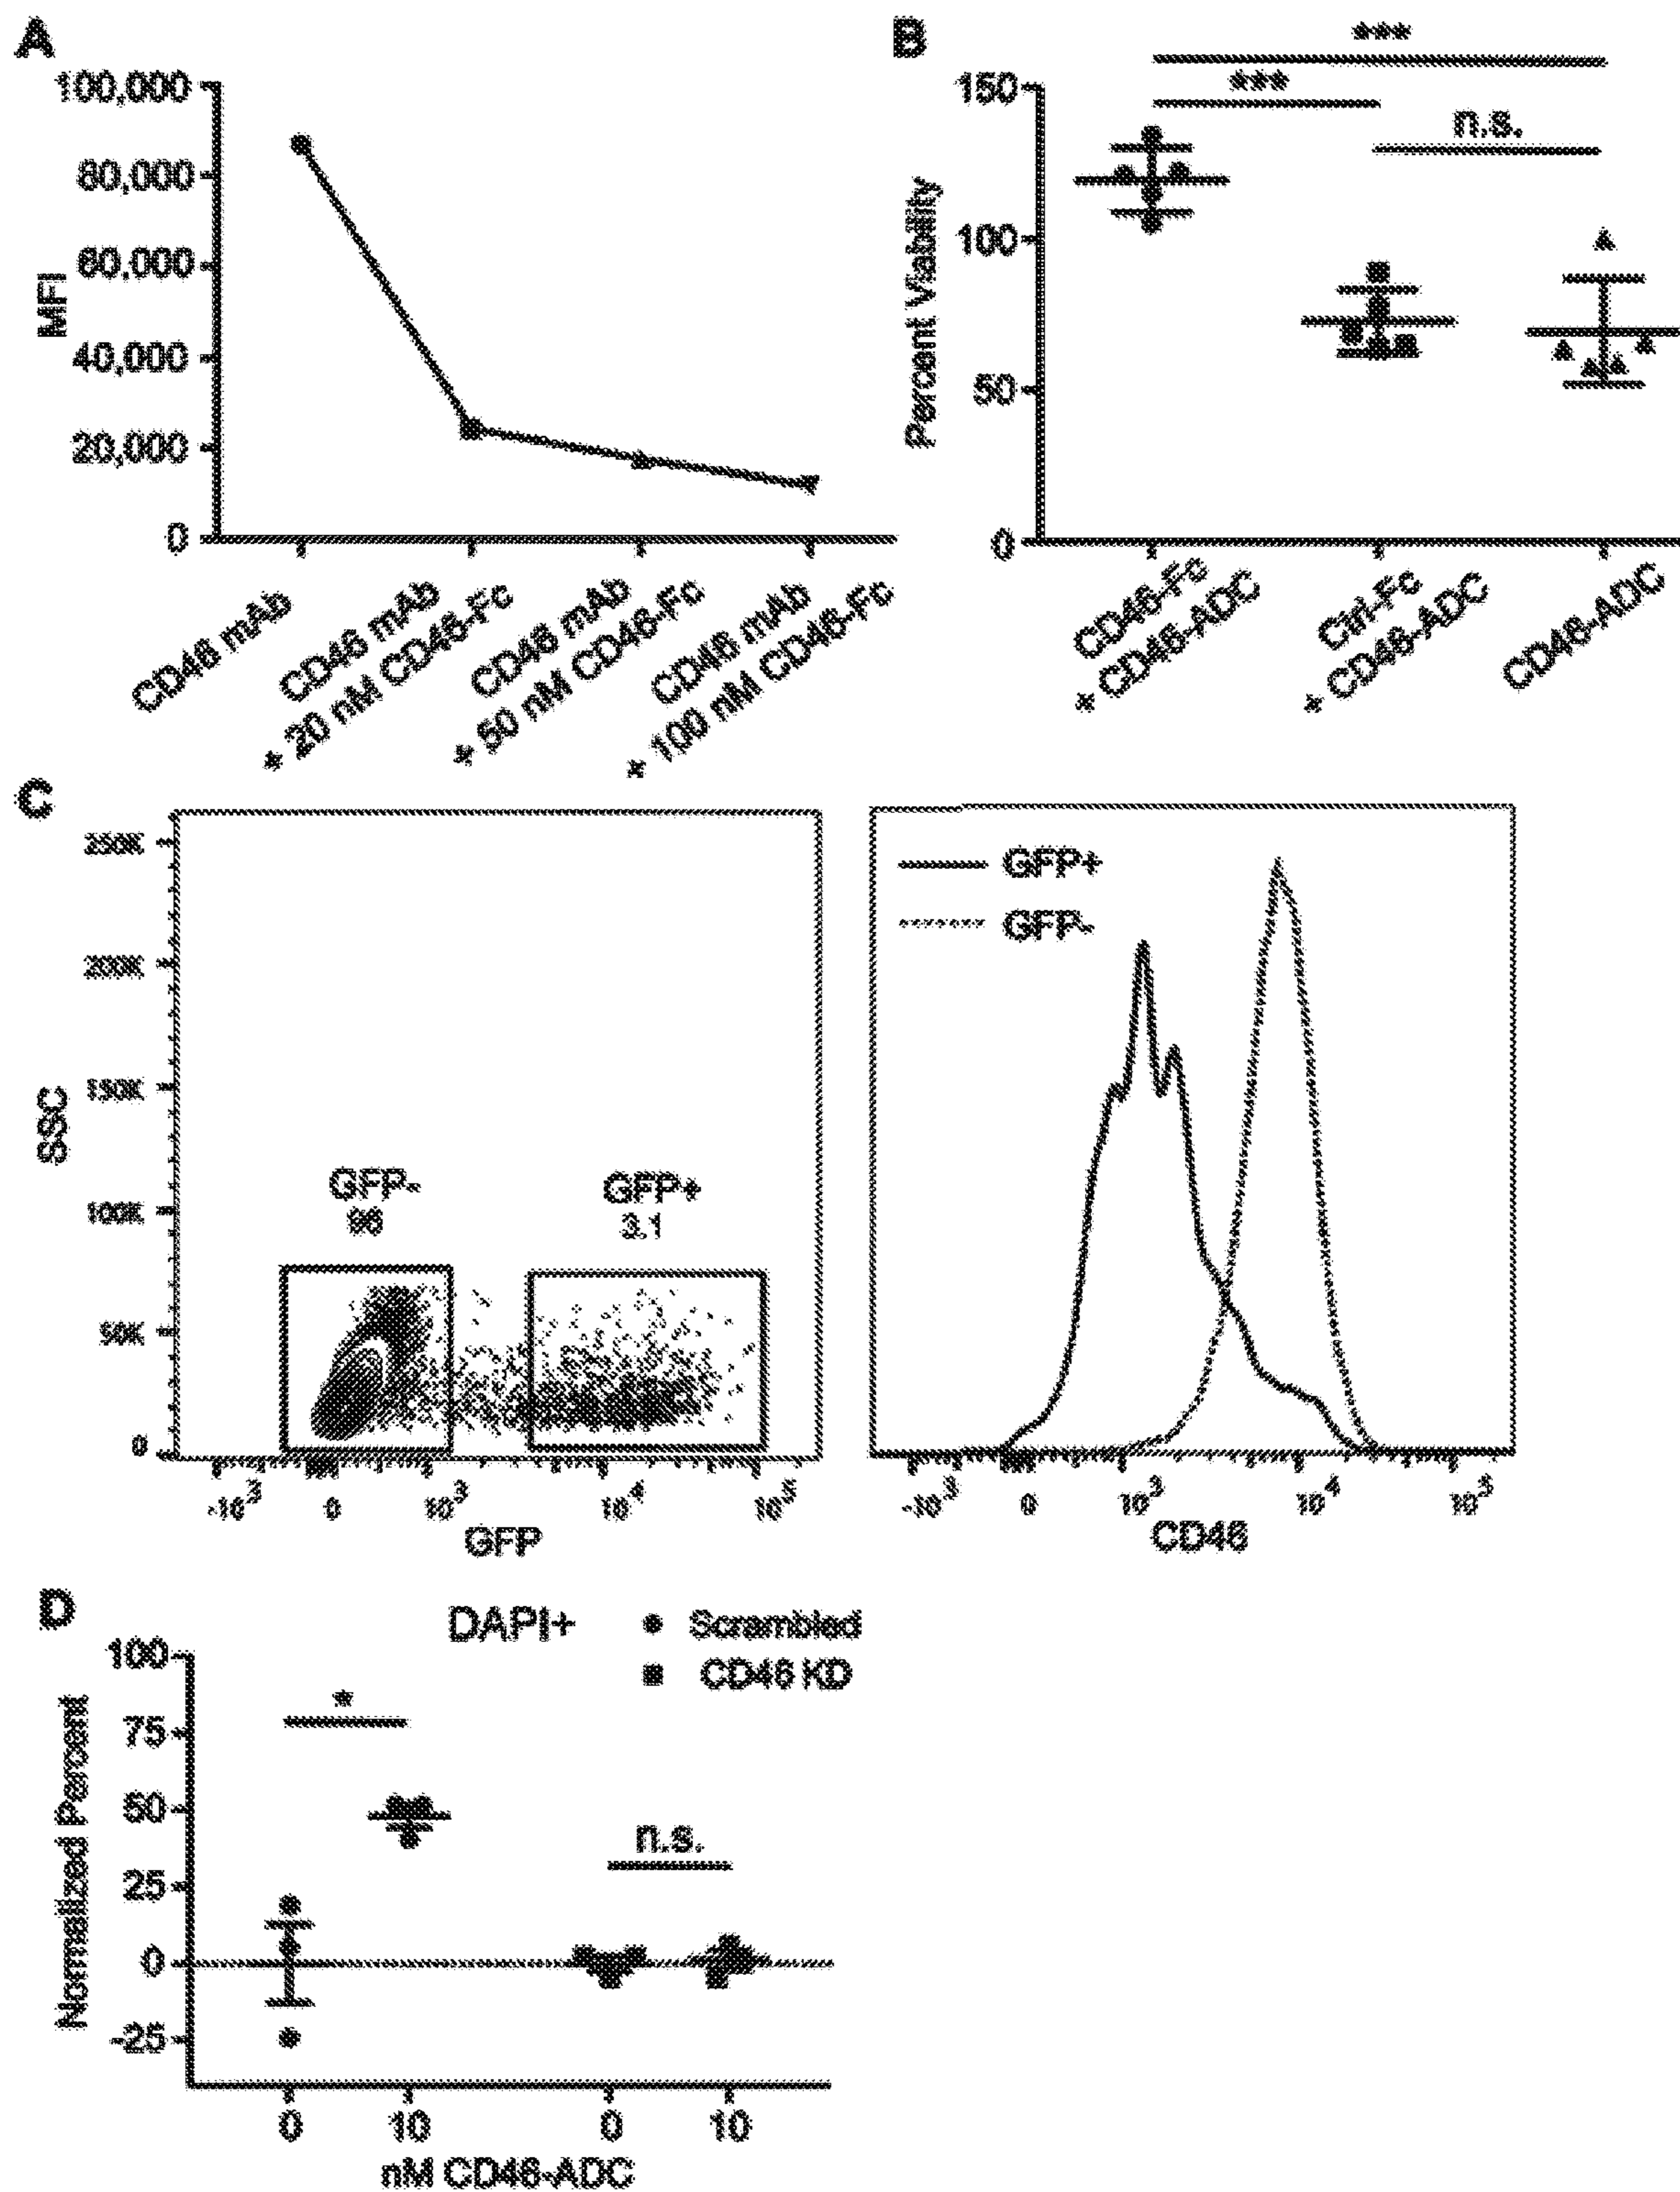 A
100,000
80,000
60,000
40,000
20,000
0
MFI
CD46 mAb
CD46 mAb
+ 20 nM CD46-Fc
CD46 mAb
+ 50 nM CD46-Fc
CD46 mAb
+ 100 nM CD46-Fc
B
***
***
n.s.
150
100
50
0
Percent Viability
CD46-Fc
+ CD46-ADC
Ctrl-Fc
+ CD46-ADC
CD46-ADC
C
250K
200K
150K
100K
50K
0
SSC
GFP-
96
GFP+
3.1
-10³ 0 10³ 10⁴ 10⁵
GFP
GFP+
GFP-
-10³ 0 10³ 10⁴ 10⁵
CD46
D
DAPI+
Scrambled
CD46 KD
100
75
50
25
0
-25
Normalized Percent
*
n.s.
0 10 0 10
nM CD46-ADC